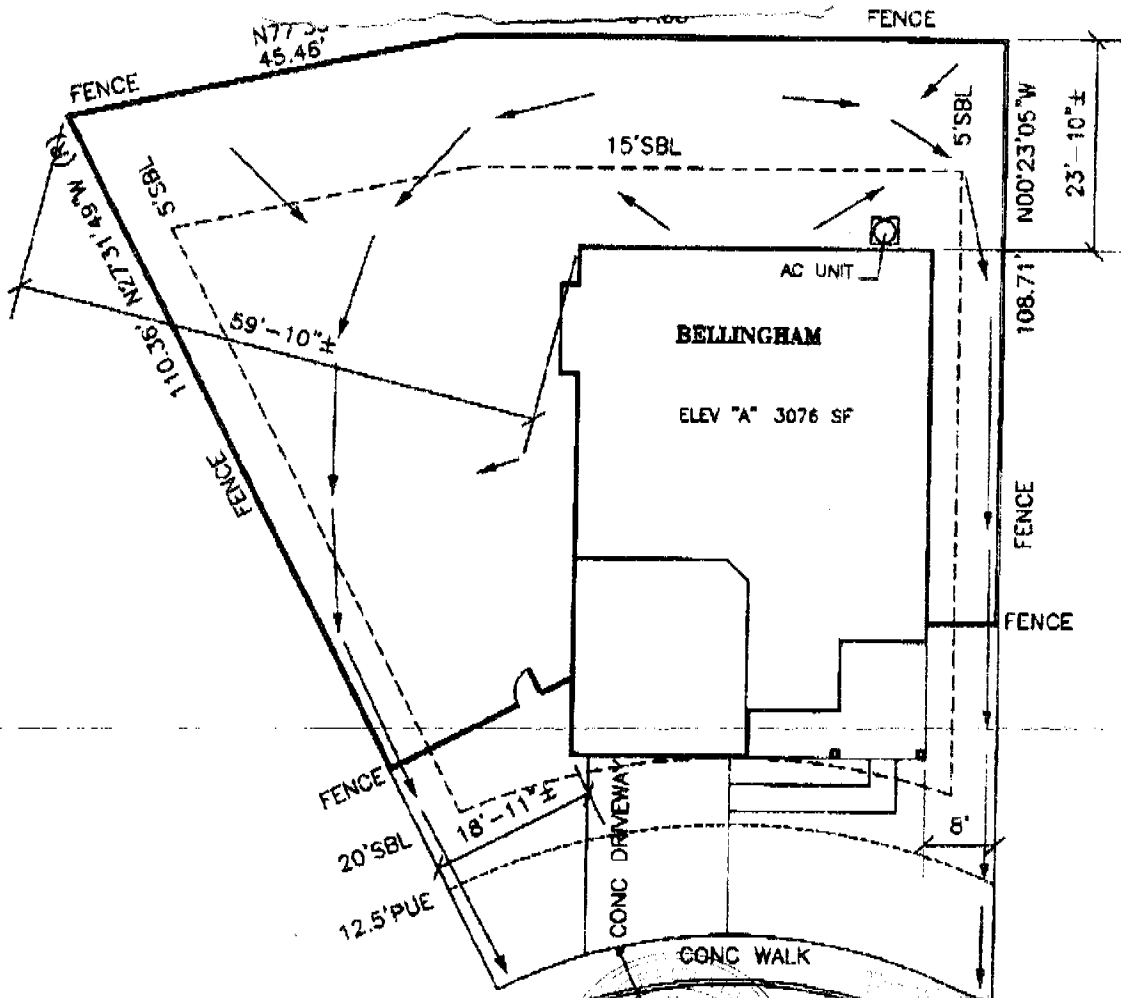 FENCE
N77
45.46'
FENCE
5'SBL
15'SBL
5'SBL
N00°23'05"W
108.71'
23'-10"±
110.36' N27°31'49"W (R)
59'-10"±
AC UNIT
BELLINGHAM
ELEV "A" 3076 SF
FENCE
FENCE
FENCE
FENCE
18'-11"±
20'SBL
12.5'PUE
CONC DRIVEWAY
8'
CONC WALK